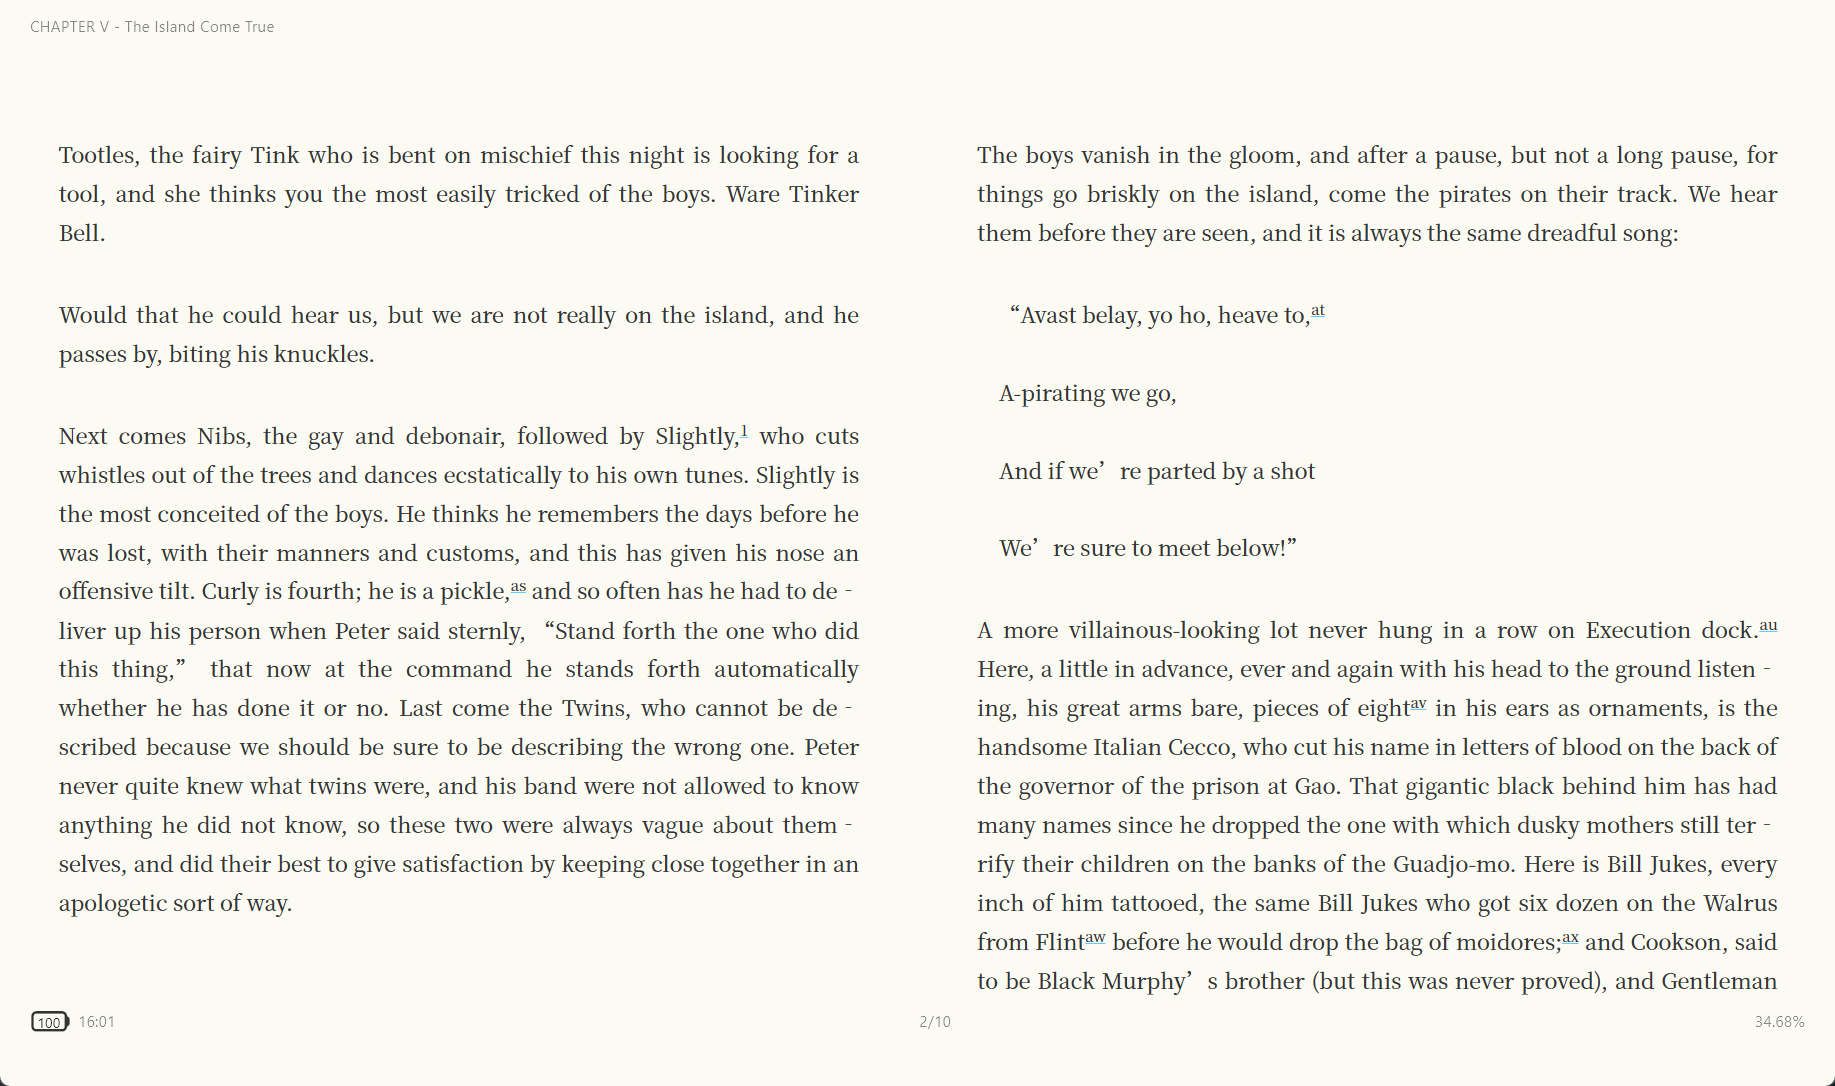 CHAPTER V - The Island Come True
Tootles, the fairy Tink who is bent on mischief this night is looking for a
tool, and she thinks you the most easily tricked of the boys. Ware Tinker
Bell.
Would that he could hear us, but we are not really on the island, and he
passes by, biting his knuckles.
Next comes Nibs, the gay and debonair, followed by Slightly,1 who cuts
whistles out of the trees and dances ecstatically to his own tunes. Slightly is
the most conceited of the boys. He thinks he remembers the days before he
was lost, with their manners and customs, and this has given his nose an
offensive tilt. Curly is fourth; he is a pickle,as and so often has he had to de -
liver up his person when Peter said sternly, “Stand forth the one who did
this thing,” that now at the command he stands forth automatically
whether he has done it or no. Last come the Twins, who cannot be de -
scribed because we should be sure to be describing the wrong one. Peter
never quite knew what twins were, and his band were not allowed to know
anything he did not know, so these two were always vague about them -
selves, and did their best to give satisfaction by keeping close together in an
apologetic sort of way.
The boys vanish in the gloom, and after a pause, but not a long pause, for
things go briskly on the island, come the pirates on their track. We hear
them before they are seen, and it is always the same dreadful song:
“Avast belay, yo ho, heave to,at
A-pirating we go,
And if we’re parted by a shot
We’re sure to meet below!”
A more villainous-looking lot never hung in a row on Execution dock.au
Here, a little in advance, ever and again with his head to the ground listen -
ing, his great arms bare, pieces of eightav in his ears as ornaments, is the
handsome Italian Cecco, who cut his name in letters of blood on the back of
the governor of the prison at Gao. That gigantic black behind him has had
many names since he dropped the one with which dusky mothers still ter -
rify their children on the banks of the Guadjo-mo. Here is Bill Jukes, every
inch of him tattooed, the same Bill Jukes who got six dozen on the Walrus
from Flintaw before he would drop the bag of moidores;ax and Cookson, said
to be Black Murphy’s brother (but this was never proved), and Gentleman
100 16:01
2/10
34.68%